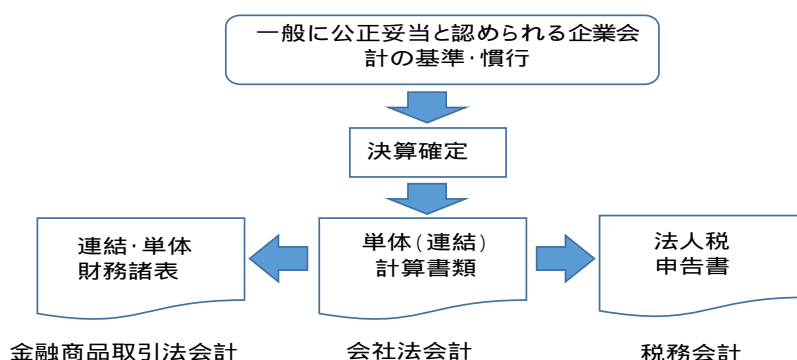 一般に公正妥当と認められる企業会
計の基準･慣行
決算確定
連結･単体
財務諸表
単体(連結)
計算書類
法人税
申告書
金融商品取引法会計
会社法会計
税務会計